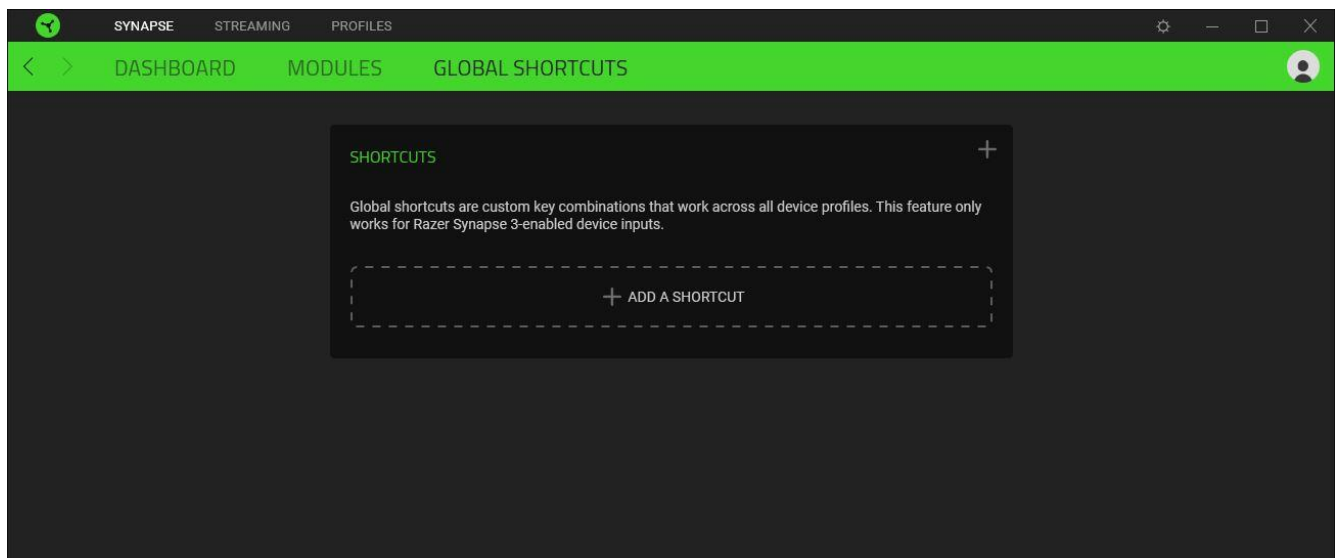 SYNAPSE STREAMING PROFILES
DASHBOARD MODULES GLOBAL SHORTCUTS
SHORTCUTS
Global shortcuts are custom key combinations that work across all device profiles. This feature only
works for Razer Synapse 3-enabled device inputs.
ADD A SHORTCUT